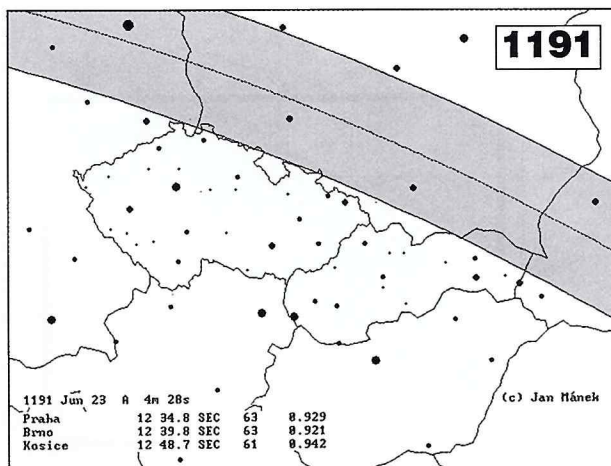 1191
1191 Jun 23 A 4m 28s
(c) Jan Mánek
Praha 12 34.8 SEC 63 0.929
Brno 12 39.8 SEC 63 0.921
Kosice 12 48.7 SEC 61 0.942